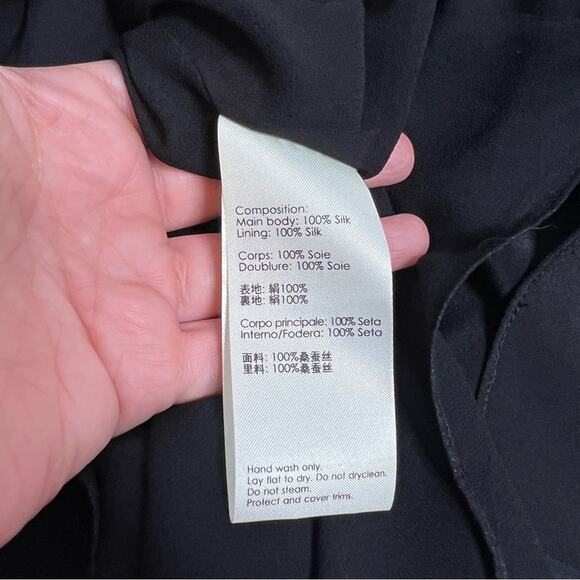 Composition:
Main body: 100% Silk
Lining: 100% Silk
Corps: 100% Soie
Doublure: 100% Soie
表地: 絹100%
裏地: 絹100%
Corpo principale: 100% Seta
Interno/Fodera: 100% Seta
面料: 100%桑蚕丝
里料: 100%桑蚕丝
Hand wash only.
Lay flat to dry. Do not dryclean.
Do not steam.
Protect and cover trims.